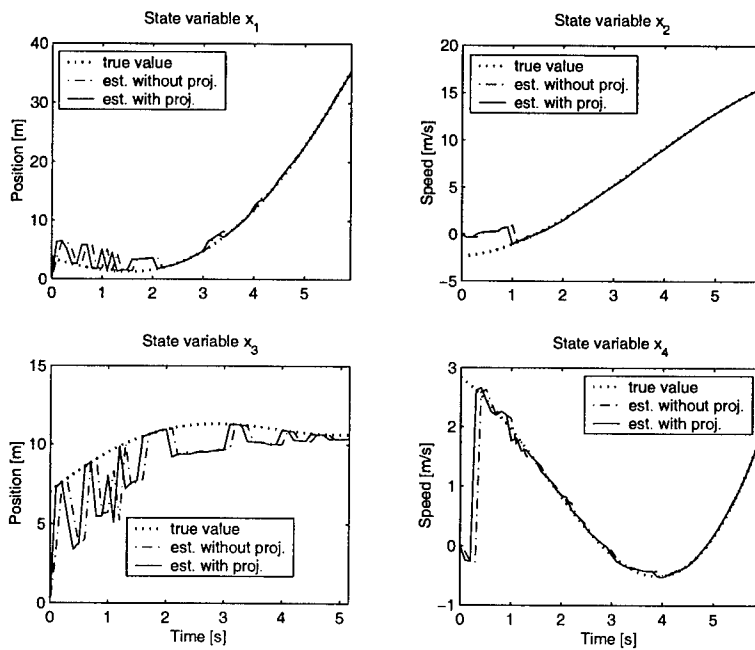 State variable x1
40
30
20
10
0
Position [m]
true value
est. without proj.
est. with proj.
0 1 2 3 4 5
State variable x2
20
15
10
5
0
−5
Speed [m/s]
true value
est. without proj.
est. with proj.
0 1 2 3 4 5
State variable x3
15
10
5
0
Position [m]
true value
est. without proj.
est. with proj.
0 1 2 3 4 5
Time [s]
State variable x4
3
2
1
0
−1
Speed [m/s]
true value
est. without proj.
est. with proj.
0 1 2 3 4 5
Time [s]